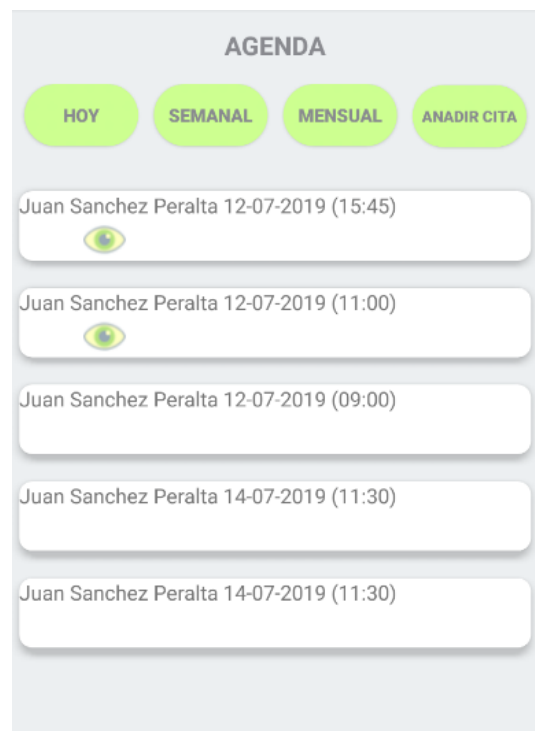 AGENDA
HOY SEMANAL MENSUAL ANADIR CITA
Juan Sanchez Peralta 12-07-2019 (15:45)
Juan Sanchez Peralta 12-07-2019 (11:00)
Juan Sanchez Peralta 12-07-2019 (09:00)
Juan Sanchez Peralta 14-07-2019 (11:30)
Juan Sanchez Peralta 14-07-2019 (11:30)